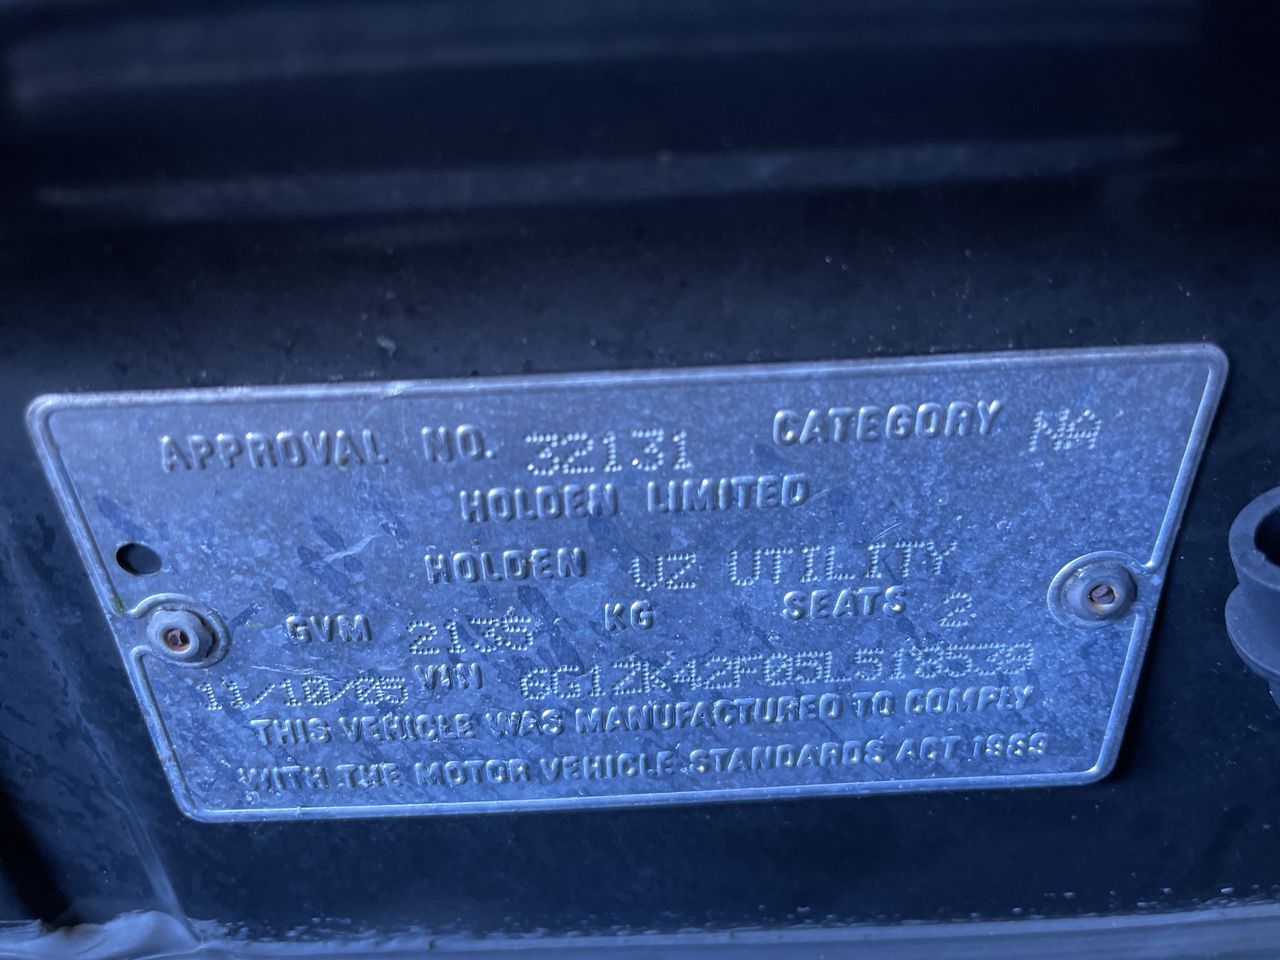 APPROVAL NO. 32131 CATEGORY NA
HOLDEN LIMITED
HOLDEN VZ UTILITY
GVM 2135 KG SEATS 2
11/10/05 VIN 6G1ZK42F05L518539
THIS VEHICLE WAS MANUFACTURED TO COMPLY
WITH THE MOTOR VEHICLE STANDARDS ACT 1989